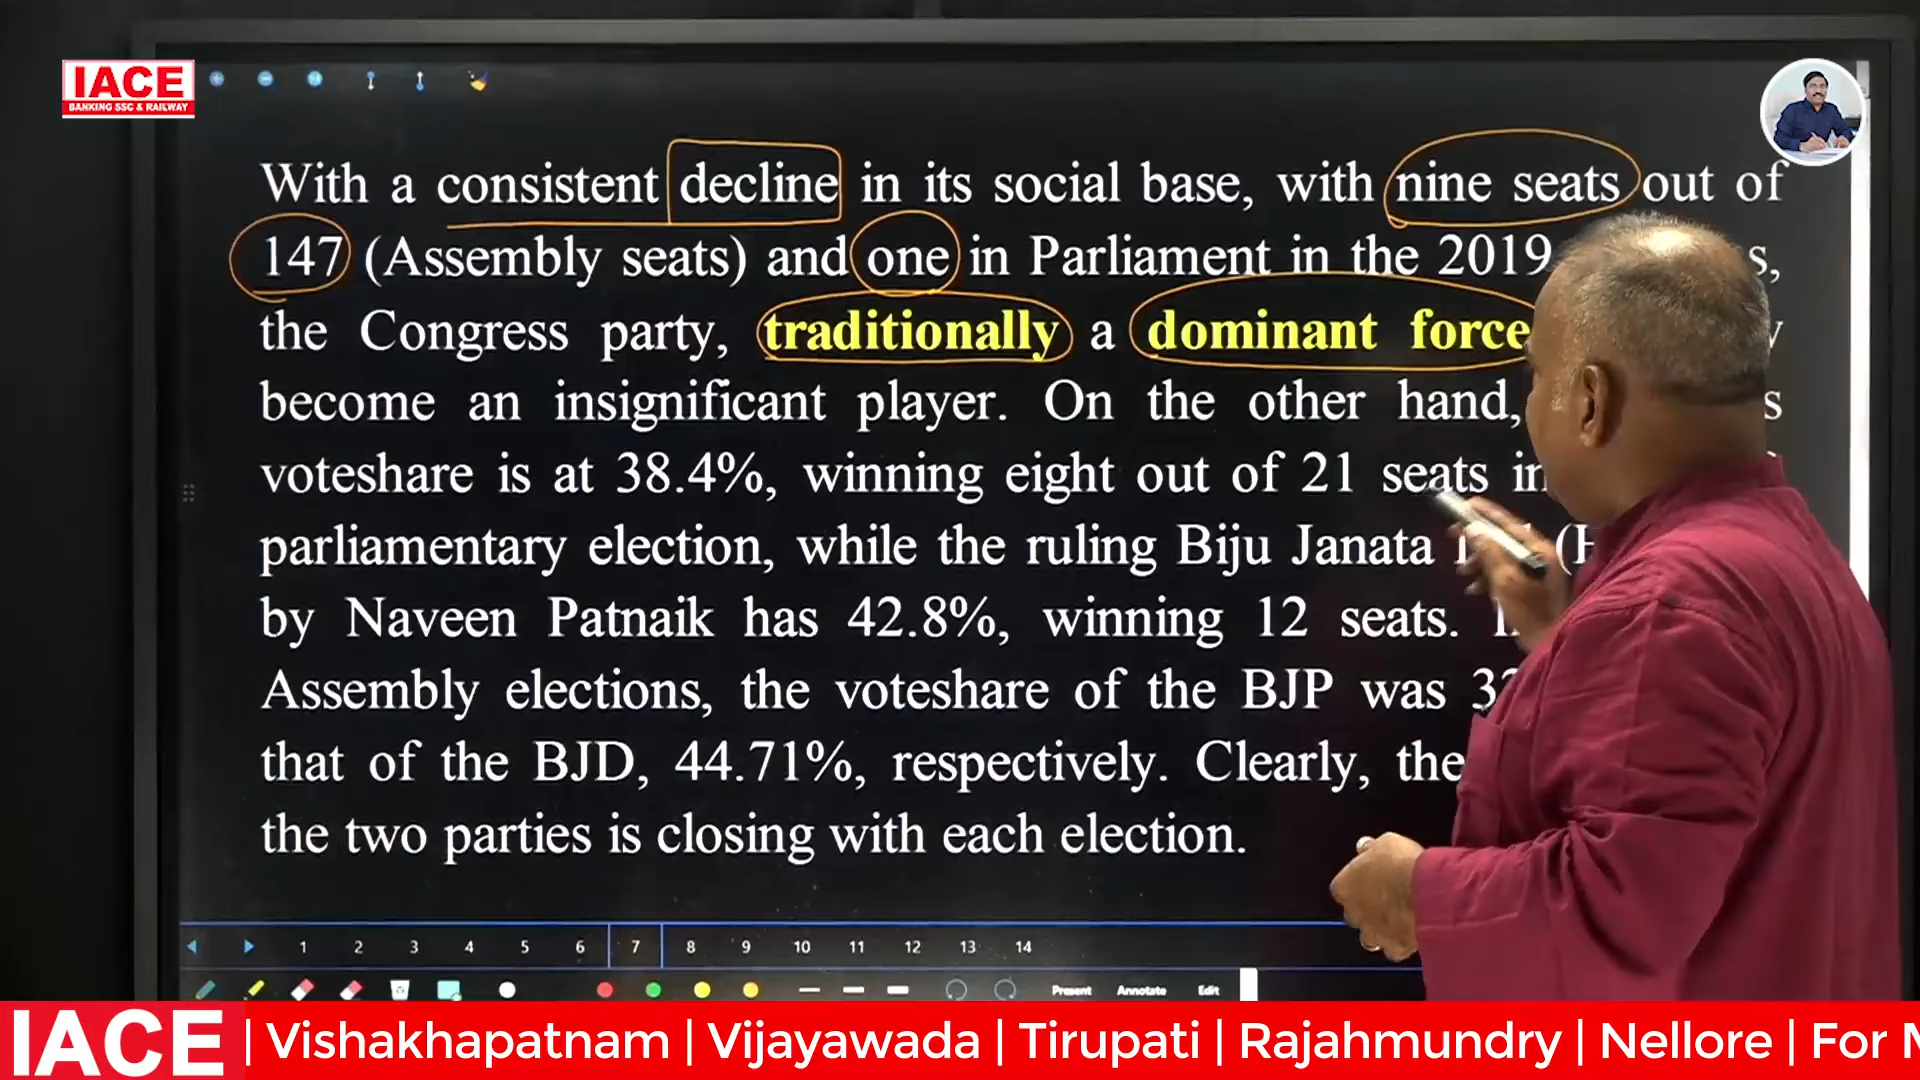 IACE
BANKING SSC & RAILWAY
With a consistent decline in its social base, with nine seats out of
147 (Assembly seats) and one in Parliament in the 2019
the Congress party, traditionally a dominant force
become an insignificant player. On the other hand,
voteshare is at 38.4%, winning eight out of 21 seats in
parliamentary election, while the ruling Biju Janata
by Naveen Patnaik has 42.8%, winning 12 seats.
Assembly elections, the voteshare of the BJP was
that of the BJD, 44.71%, respectively. Clearly, the
the two parties is closing with each election.
1 2 3 4 5 6 7 8 9 10 11 12 13 14
Present Annotate Edit
IACE | Vishakhapatnam | Vijayawada | Tirupati | Rajahmundry | Nellore | For